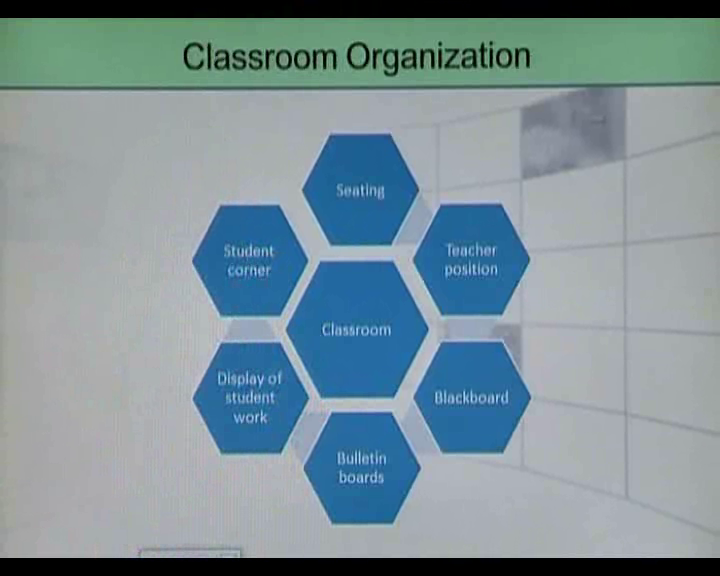 Classroom Organization
Seating
Teacher
position
Blackboard
Bulletin
boards
Display of
student
work
Student
corner
Classroom